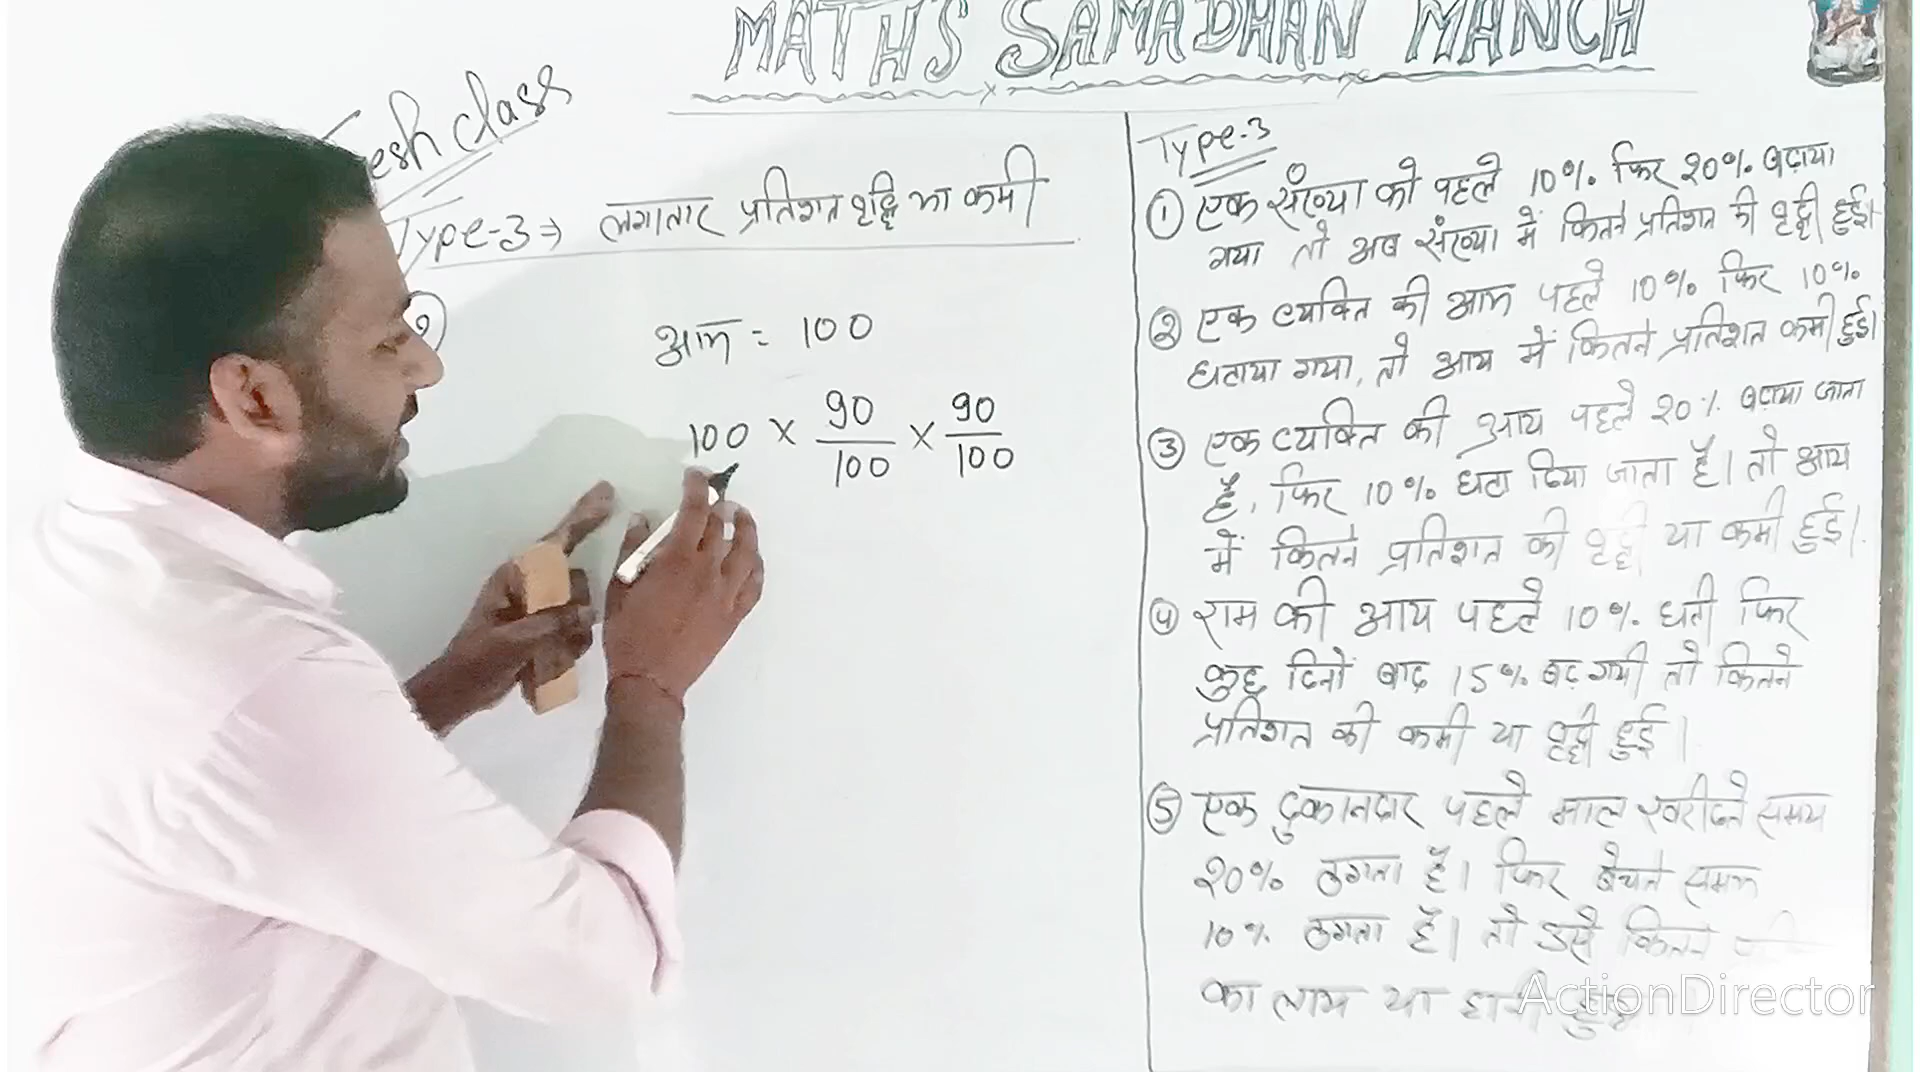 MATHS SAMADHAN MANCH
esh class
Type-3 ⇒ लगातार प्रतिशत वृद्धि या कमी
२
आय = 100
100 × 90/100 × 90/100
Type-3
① एक संख्या को पहले 10% फिर 20% बढ़ाया
गया तो अब संख्या में कितने प्रतिशत की वृद्धि हुई।
② एक व्यक्ति की आय पहले 10% फिर 10%
घटाया गया, तो आय में कितने प्रतिशत कमी हुई।
③ एक व्यक्ति की आय पहले 20% बढ़ाया जाता
है, फिर 10% घटा दिया जाता है। तो आय
में कितने प्रतिशत की वृद्धि या कमी हुई।
④ राम की आय पहले 10% घटी फिर
कुछ दिनों बाद 15% बढ़ गयी तो कितने
प्रतिशत की कमी या वृद्धि हुई।
⑤ एक दुकानदार पहले माल खरीदते समय
20% ठगता है। फिर बेचते समय
10% ठगता है। तो उसे कितने
का लाभ या हानी
ActionDirector